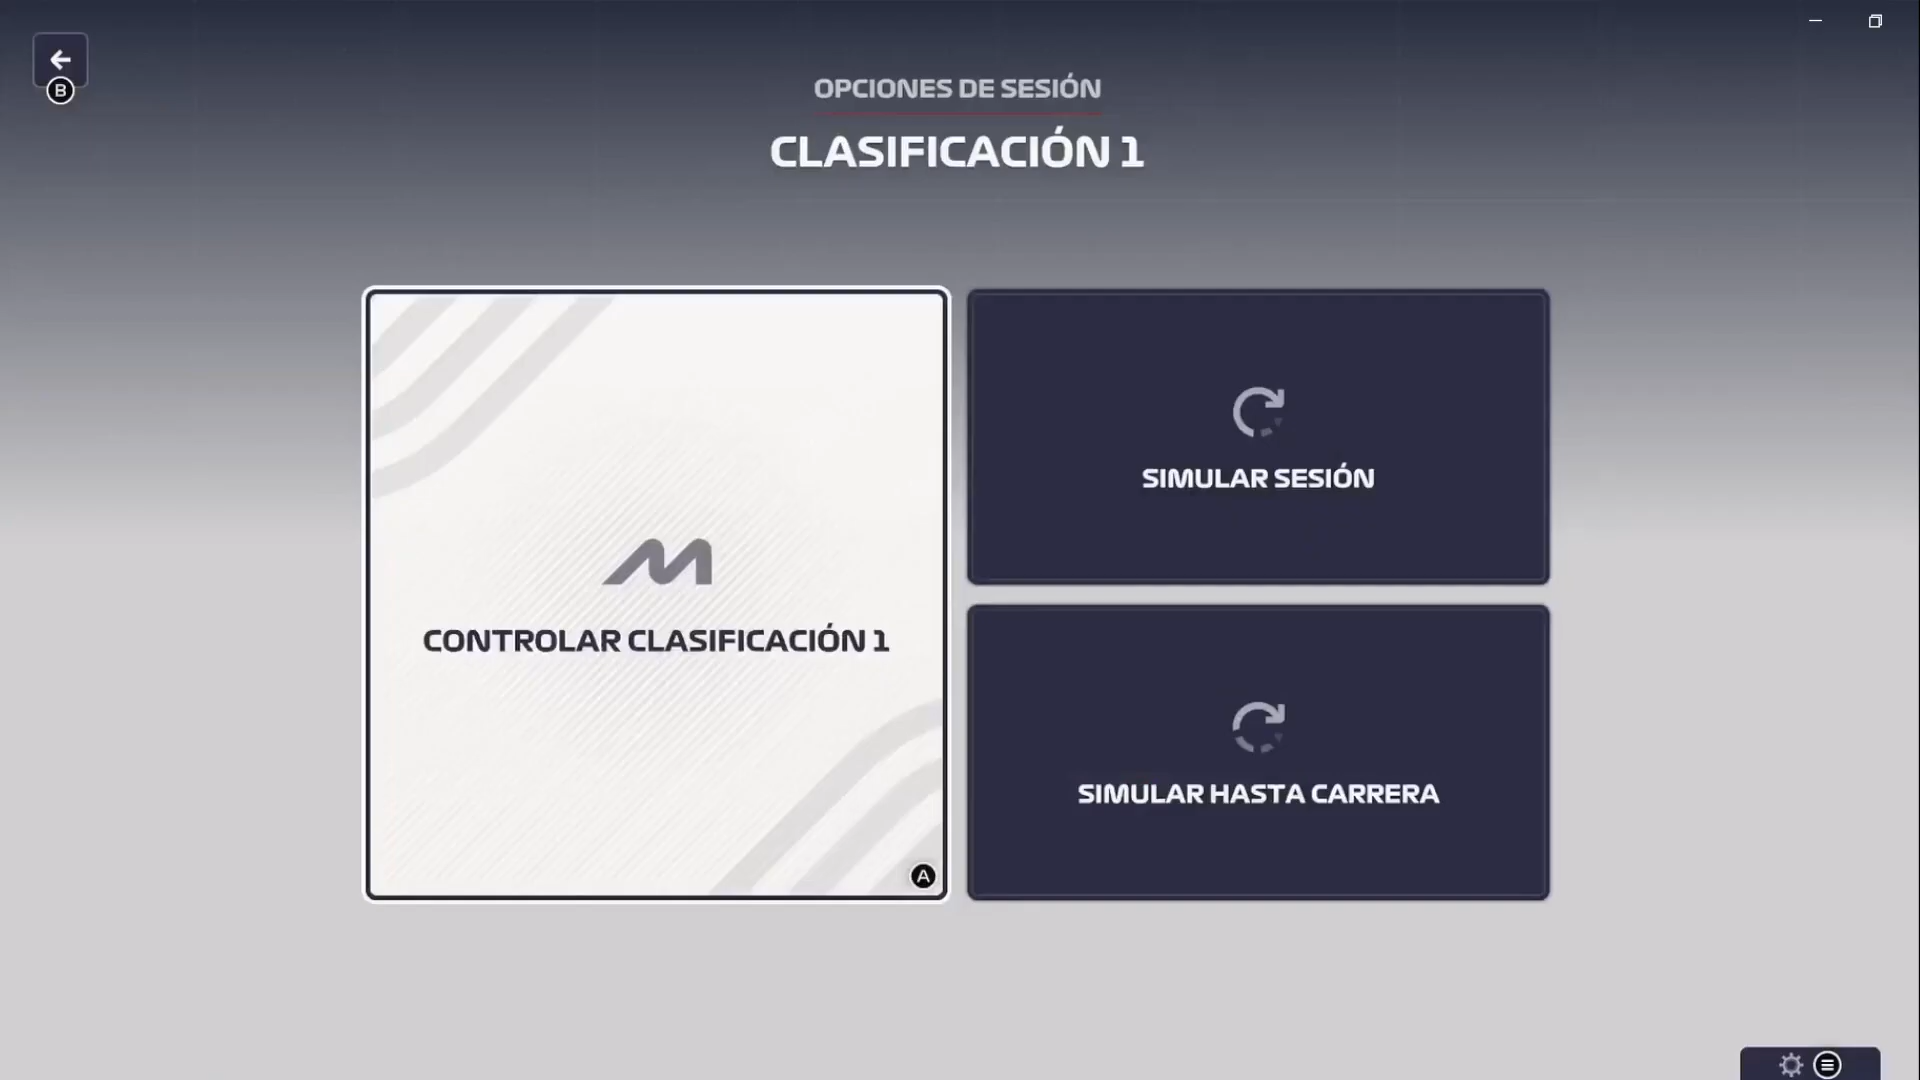 B
OPCIONES DE SESIÓN
CLASIFICACIÓN 1
CONTROLAR CLASIFICACIÓN 1
A
SIMULAR SESIÓN
SIMULAR HASTA CARRERA